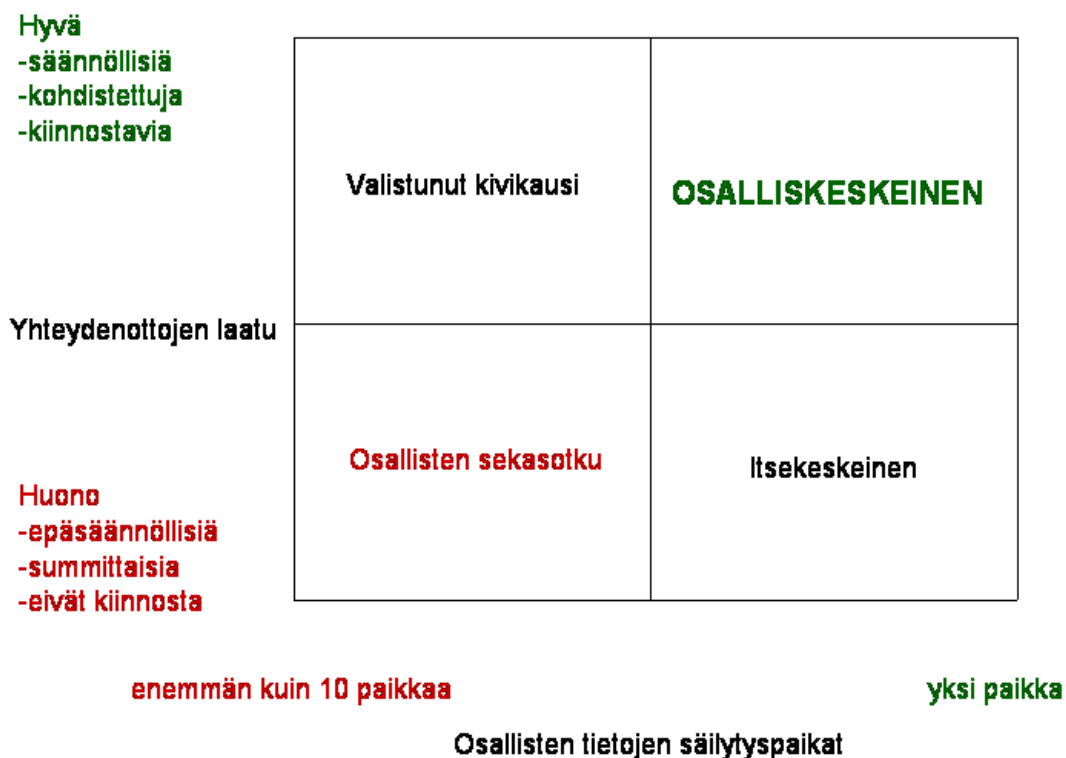 Hyvä
-säännöllisiä
-kohdistettuja
-kiinnostavia
Valistunut kivikausi
OSALLISKESKEINEN
Yhteydenottojen laatu
Osallisten sekasotku
Itsekeskeinen
Huono
-epäsäännöllisiä
-summittaisia
-eivät kiinnosta
enemmän kuin 10 paikkaa
yksi paikka
Osallisten tietojen säilytyspaikat